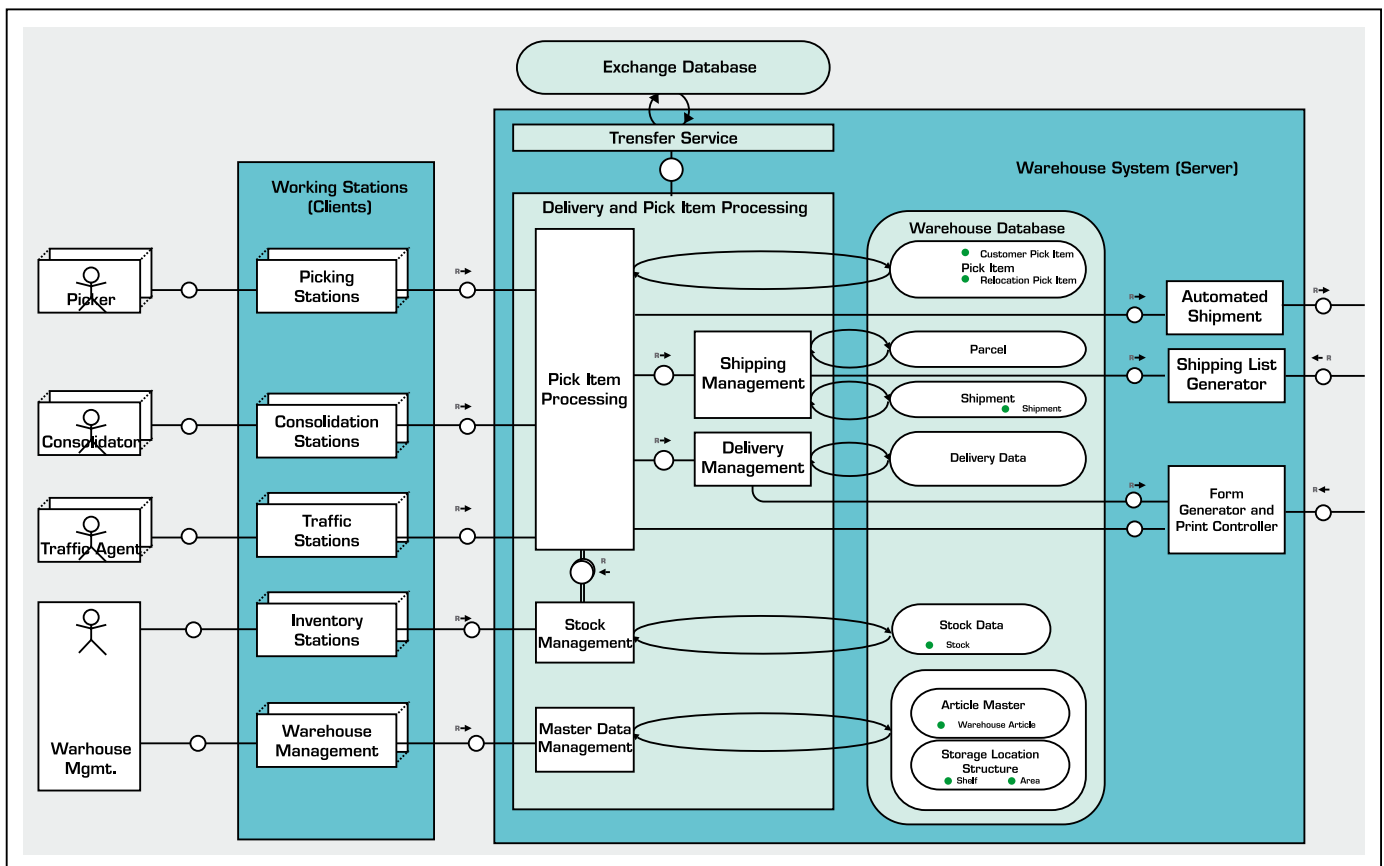 Exchange Database
Trensfer Service
Warehouse System (Server)
Working Stations
(Clients)
Delivery and Pick Item Processing
Warehouse Database
Picker
Picking
Stations
R
R
Customer Pick Item
Pick Item
Relocation Pick Item
R
Automated
Shipment
R
Pick Item
Processing
R
Shipping
Management
Parcel
R
Shipping List
Generator
R
Shipment
Shipment
Consolidator
Consolidation
Stations
R
R
Delivery
Management
Delivery Data
R
Form
Generator and
Print Controller
R
Traffic Agent
Traffic
Stations
R
R
Inventory
Stations
R
Stock
Management
Stock Data
Stock
Warhouse
Mgmt.
Warehouse
Management
R
Master Data
Management
Article Master
Warehouse Article
Storage Location
Structure
Shelf
Area